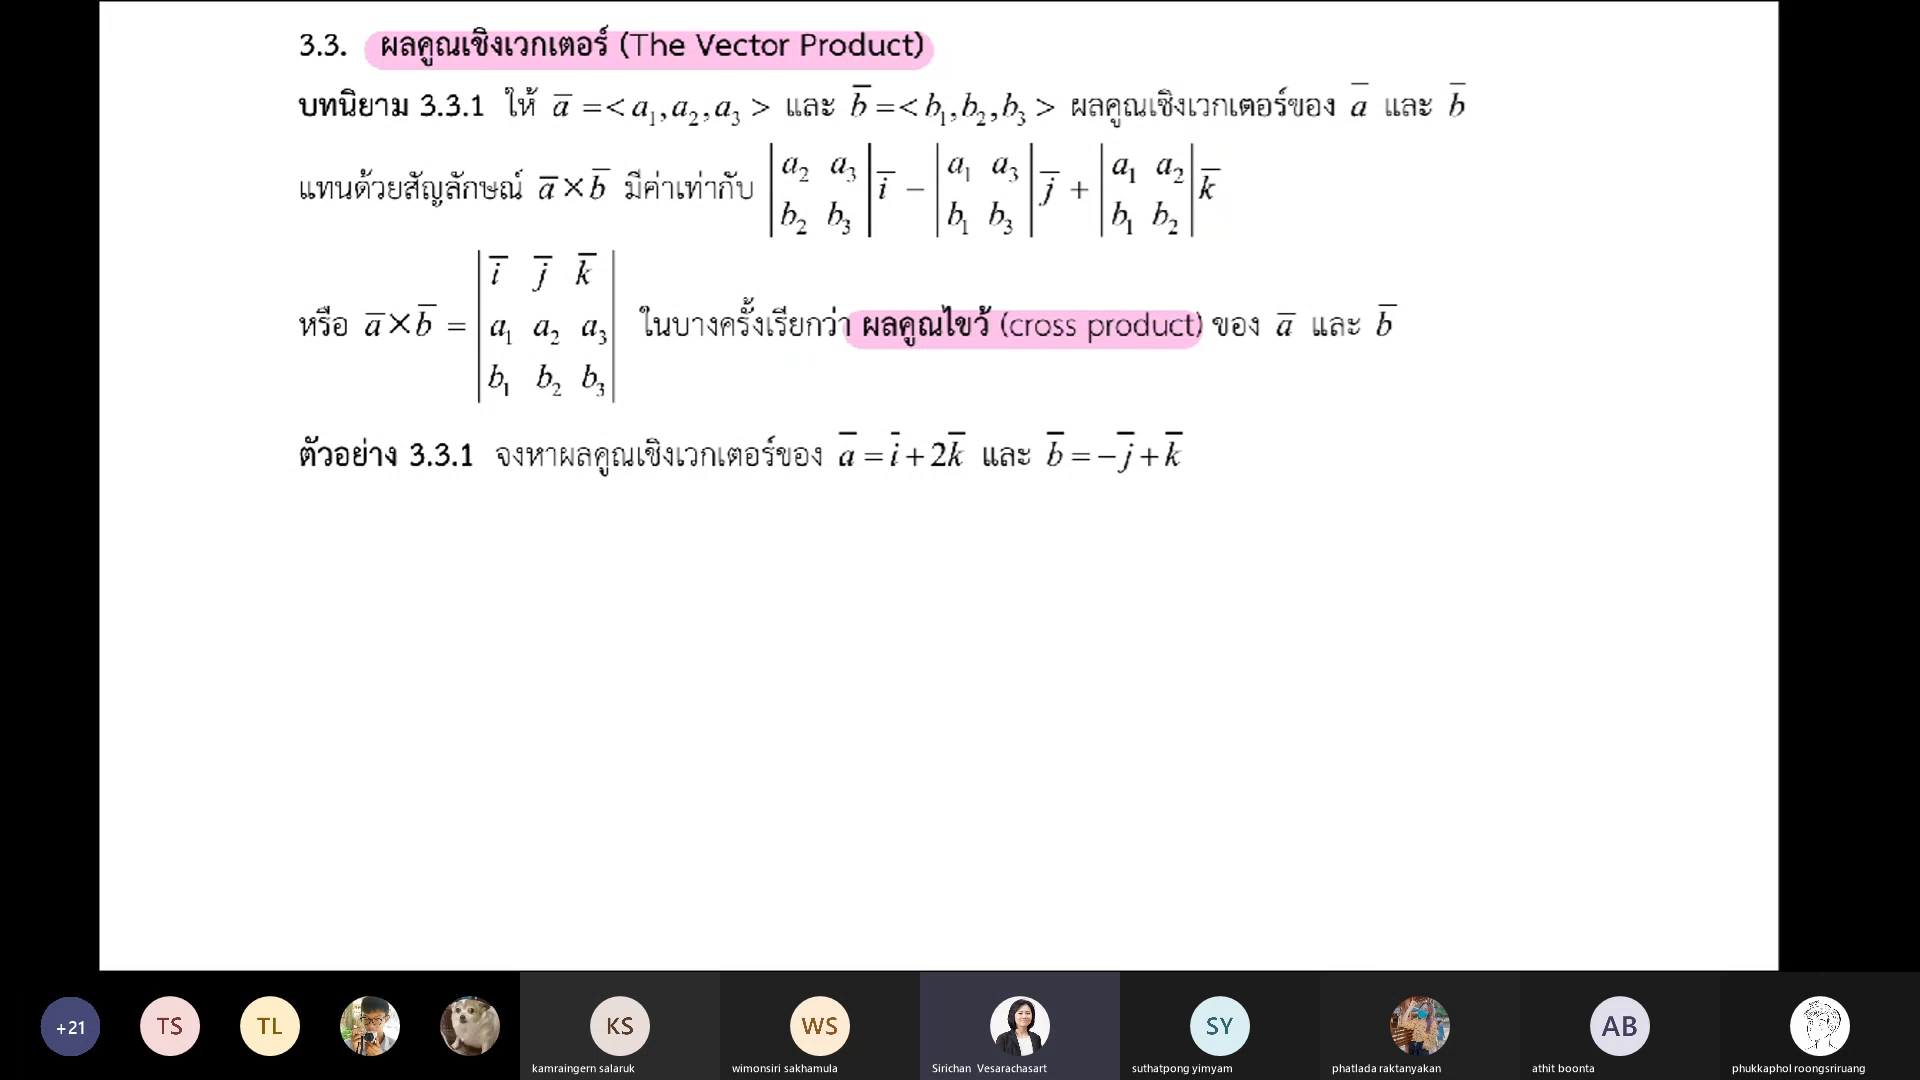 3.3. ผลคูณเชิงเวกเตอร์ (The Vector Product)
บทนิยาม 3.3.1 ให้ a̅ =< a₁,a₂,a₃ > และ b̅ =< b₁,b₂,b₃ > ผลคูณเชิงเวกเตอร์ของ a̅ และ b̅
แทนด้วยสัญลักษณ์ a̅ × b̅ มีค่าเท่ากับ |a₂ a₃; b₂ b₃| i̅ − |a₁ a₃; b₁ b₃| j̅ + |a₁ a₂; b₁ b₂| k̅
หรือ a̅ × b̅ = |i̅ j̅ k̅; a₁ a₂ a₃; b₁ b₂ b₃| ในบางครั้งเรียกว่า ผลคูณไขว้ (cross product) ของ a̅ และ b̅
ตัวอย่าง 3.3.1 จงหาผลคูณเชิงเวกเตอร์ของ a̅ = i̅ + 2k̅ และ b̅ = −j̅ + k̅
+21 TS TL KS WS SY AB
kamraingern salaruk wimonsiri sakhamula Sirichan Vesarachasart suthatpong yimyam phatlada raktanyakan athit boonta phukkaphol roongsriruang